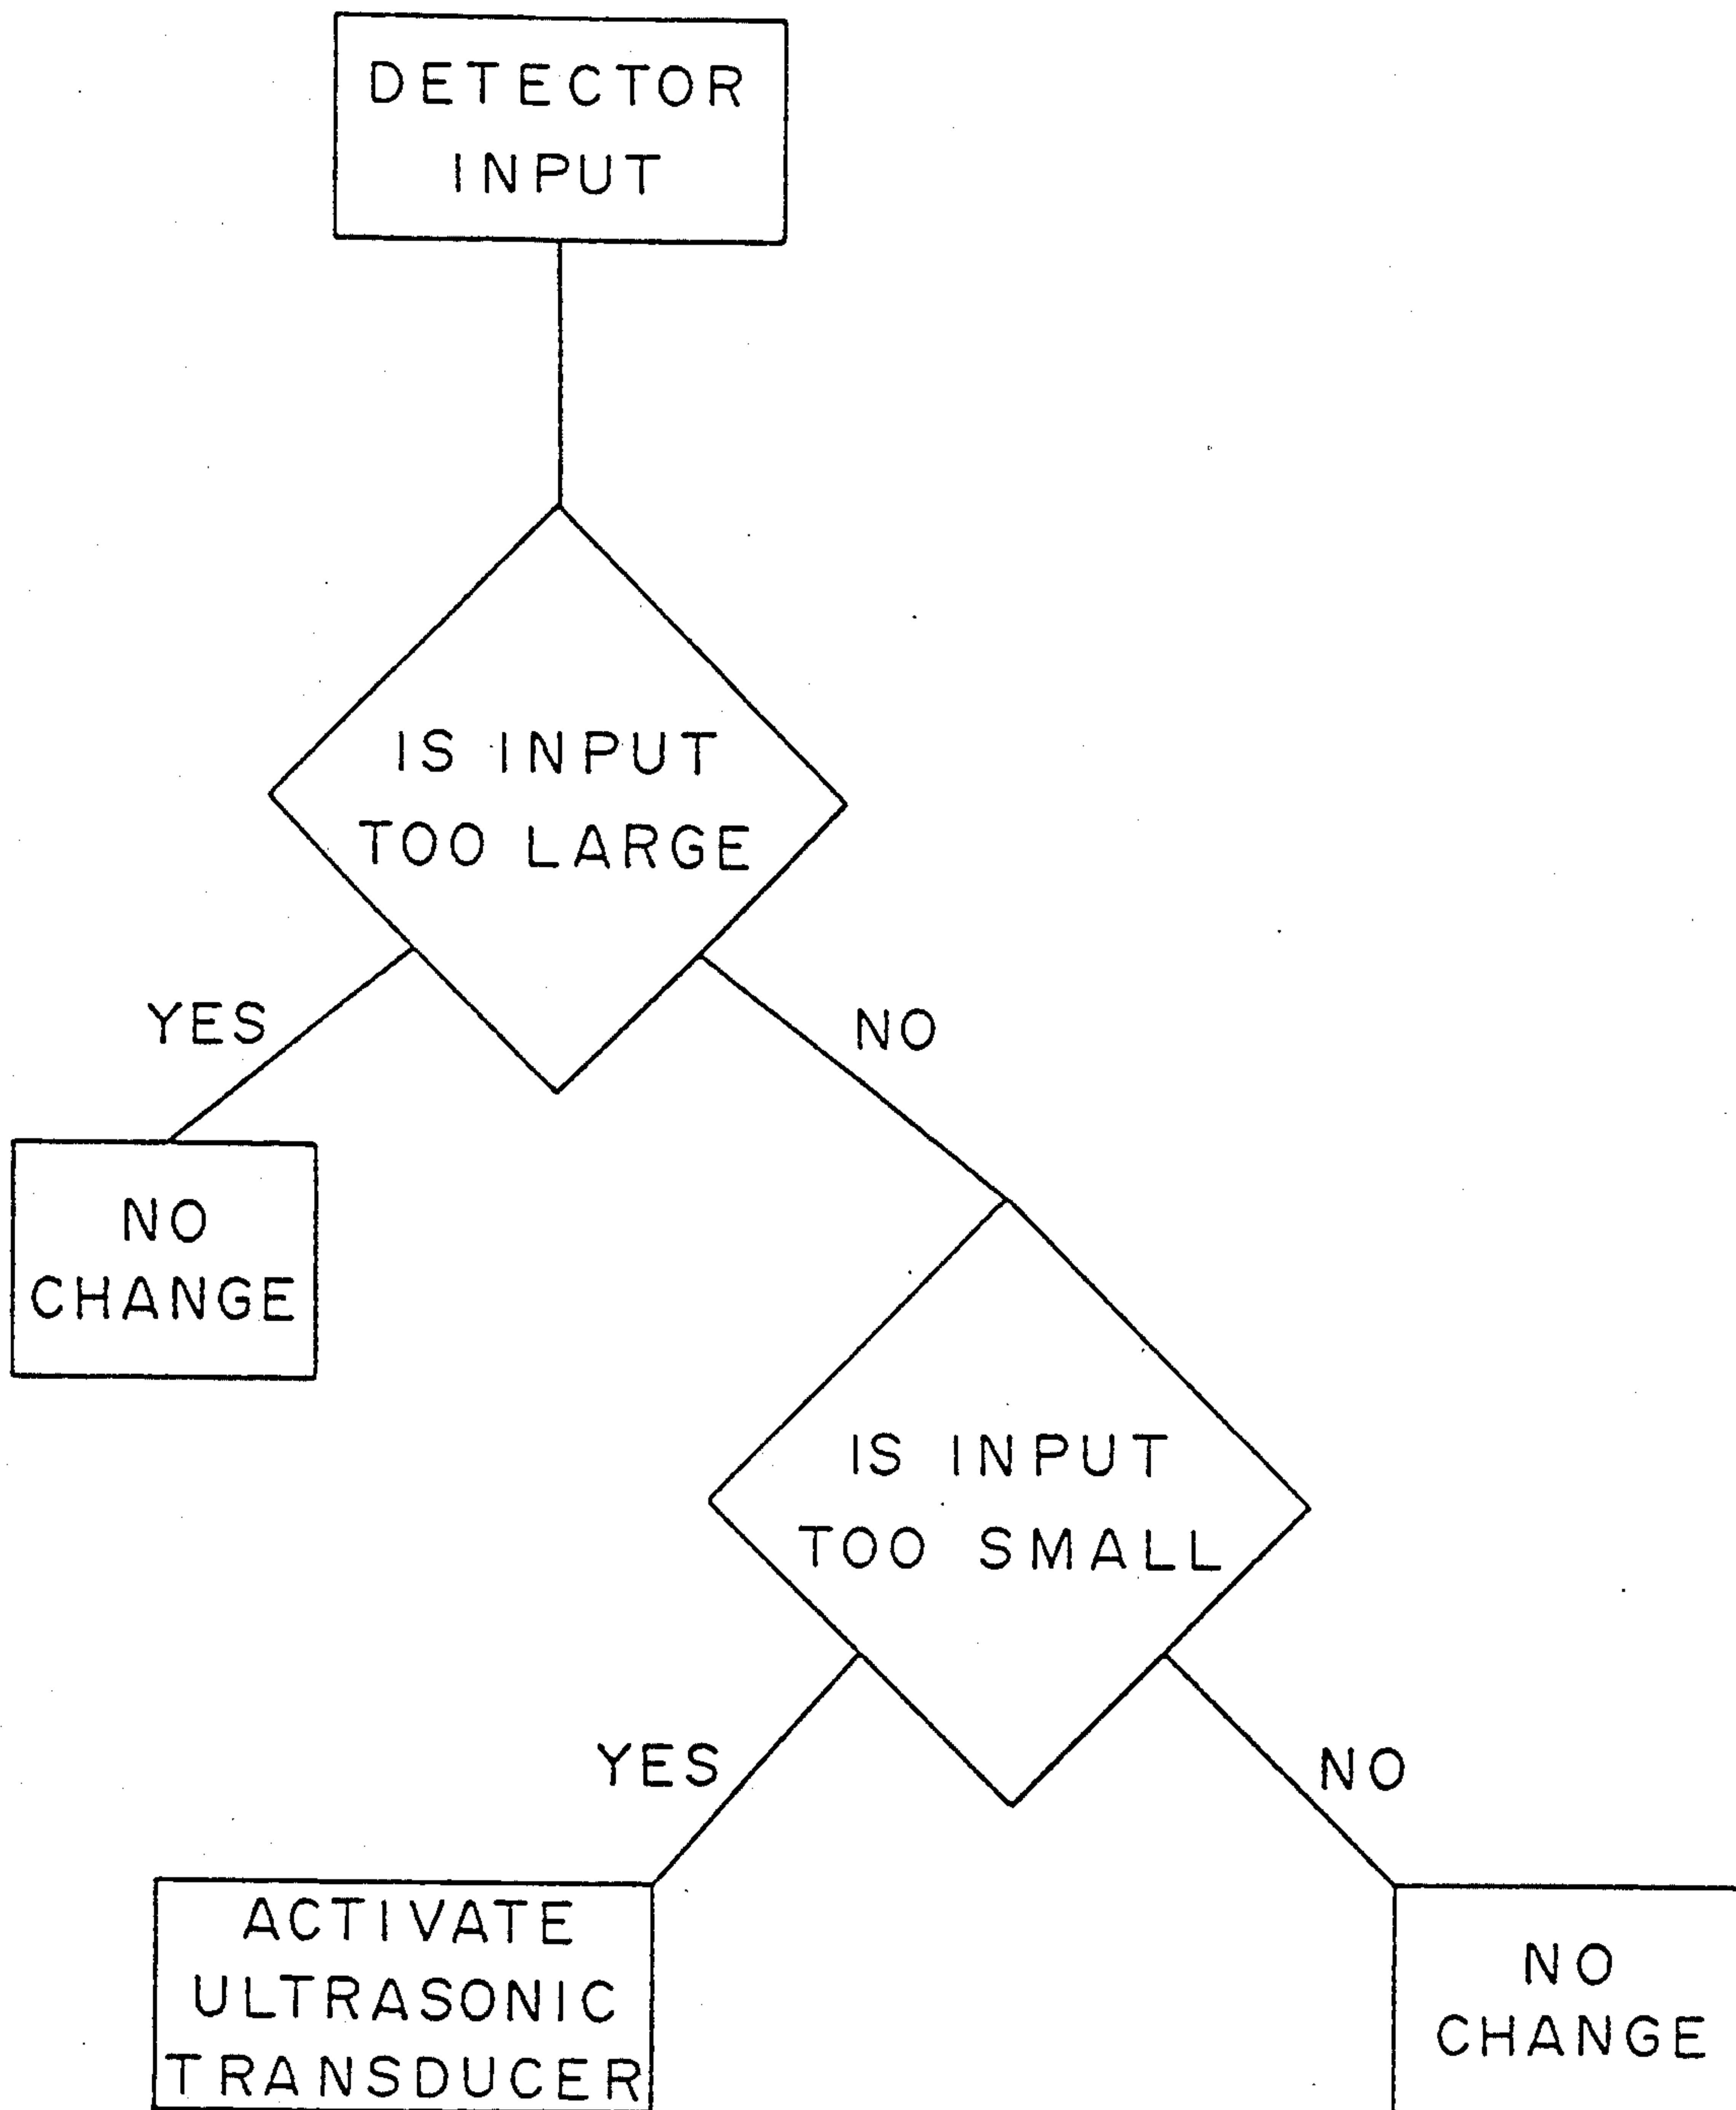 DETECTOR
INPUT
IS INPUT
TOO LARGE
YES
NO
NO
CHANGE
IS INPUT
TOO SMALL
YES
NO
ACTIVATE
ULTRASONIC
TRANSDUCER
NO
CHANGE